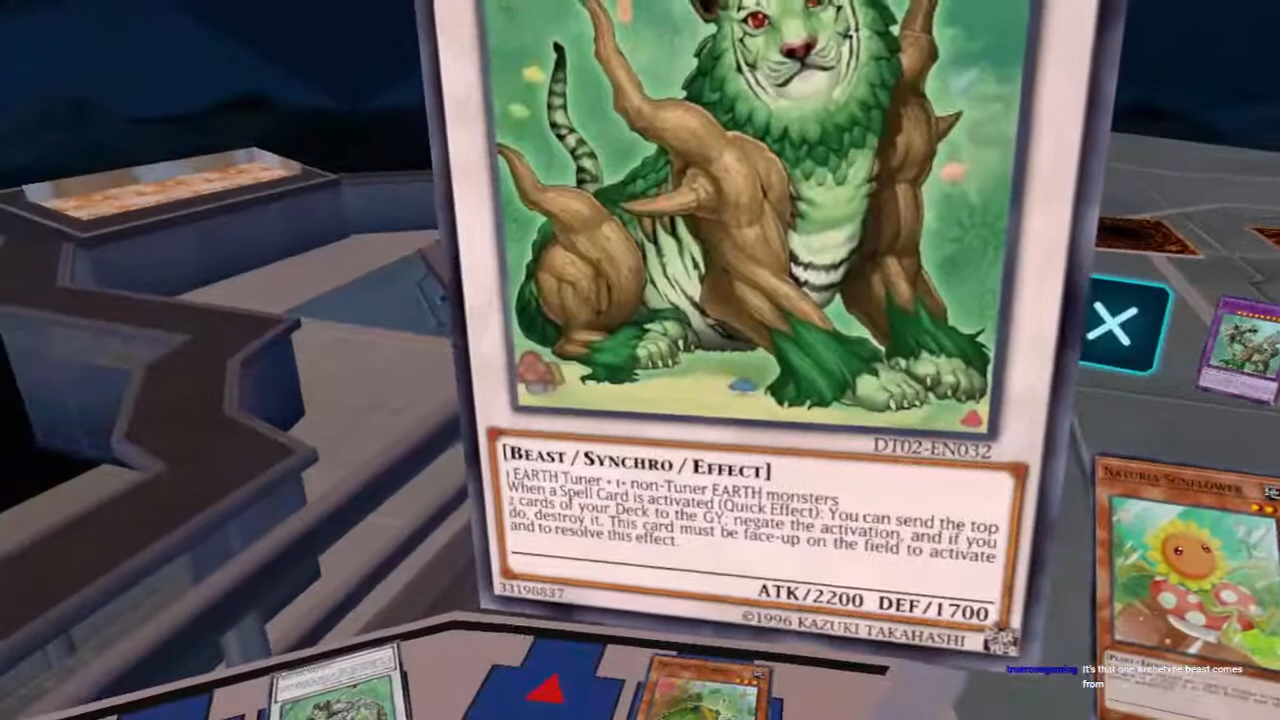 DT02-EN032
[BEAST / SYNCHRO / EFFECT]
1 EARTH Tuner + 1+ non-Tuner EARTH monsters
When a Spell Card is activated (Quick Effect): You can send the top
2 cards of your Deck to the GY; negate the activation, and if you
do, destroy it. This card must be face-up on the field to activate
and to resolve this effect.
ATK/2200 DEF/1700
33198837
©1996 KAZUKI TAKAHASHI
NATURIA SUNFLOWER
It's that one Archetype beast comes
from